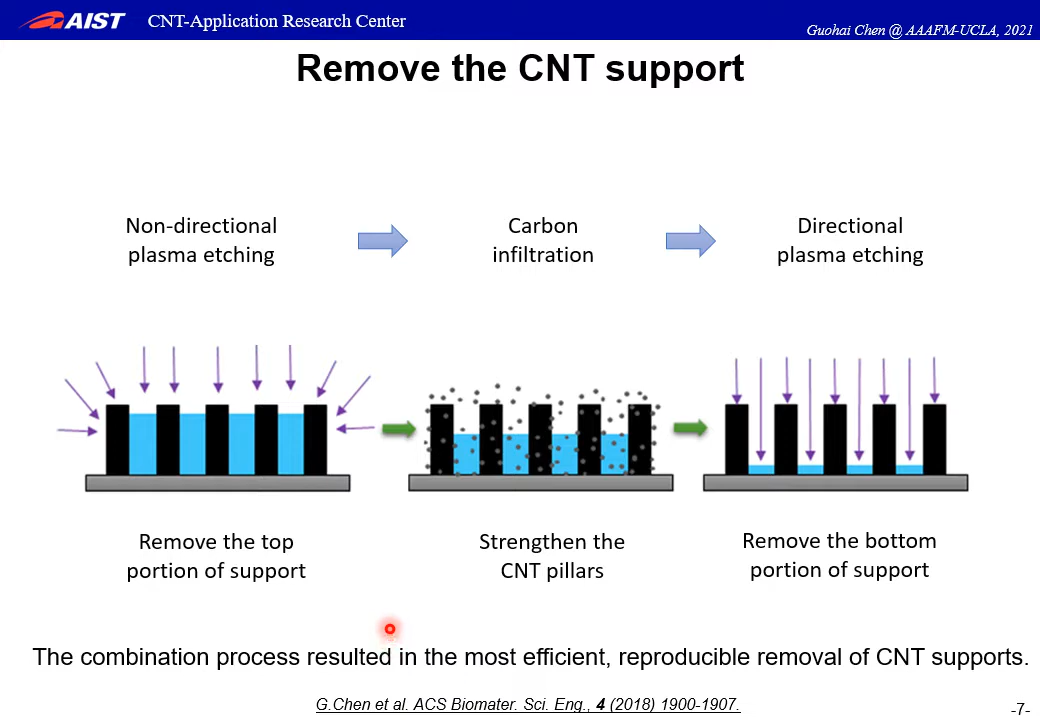 AIST CNT-Application Research Center
Guohai Chen @ AAAFM-UCLA, 2021
Remove the CNT support
Non-directional
plasma etching
Carbon
infiltration
Directional
plasma etching
Remove the top
portion of support
Strengthen the
CNT pillars
Remove the bottom
portion of support
The combination process resulted in the most efficient, reproducible removal of CNT supports.
G.Chen et al. ACS Biomater. Sci. Eng., 4 (2018) 1900-1907.
-7-